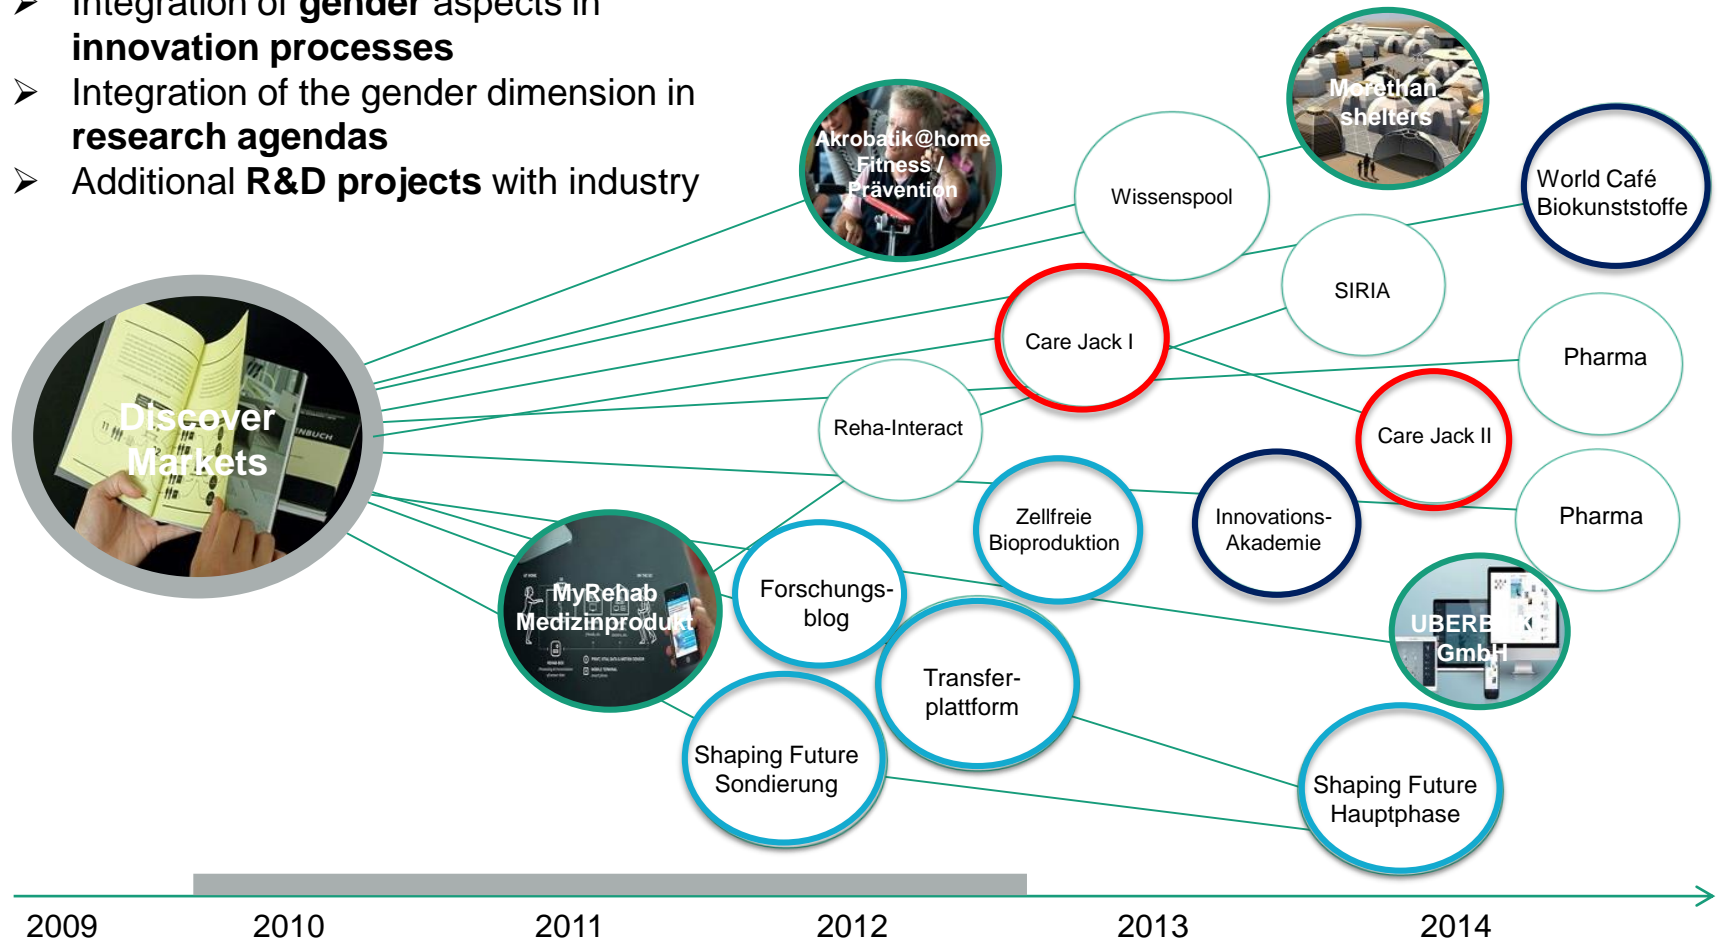 Integration of gender aspects in
innovation processes
Integration of the gender dimension in
research agendas
Additional R&D projects with industry
Akrobatik@home
Fitness /
Prävention
Morethan
shelters
Wissenspool
World Café
Biokunststoffe
SIRIA
Care Jack I
Pharma
Discover
Markets
Reha-Interact
Care Jack II
Zellfreie
Bioproduktion
Innovations-
Akademie
Pharma
MyRehab
Medizinprodukt
Forschungs-
blog
GmbH
Transfer-
plattform
Shaping Future
Sondierung
Shaping Future
Hauptphase
2009 2010 2011 2012 2013 2014